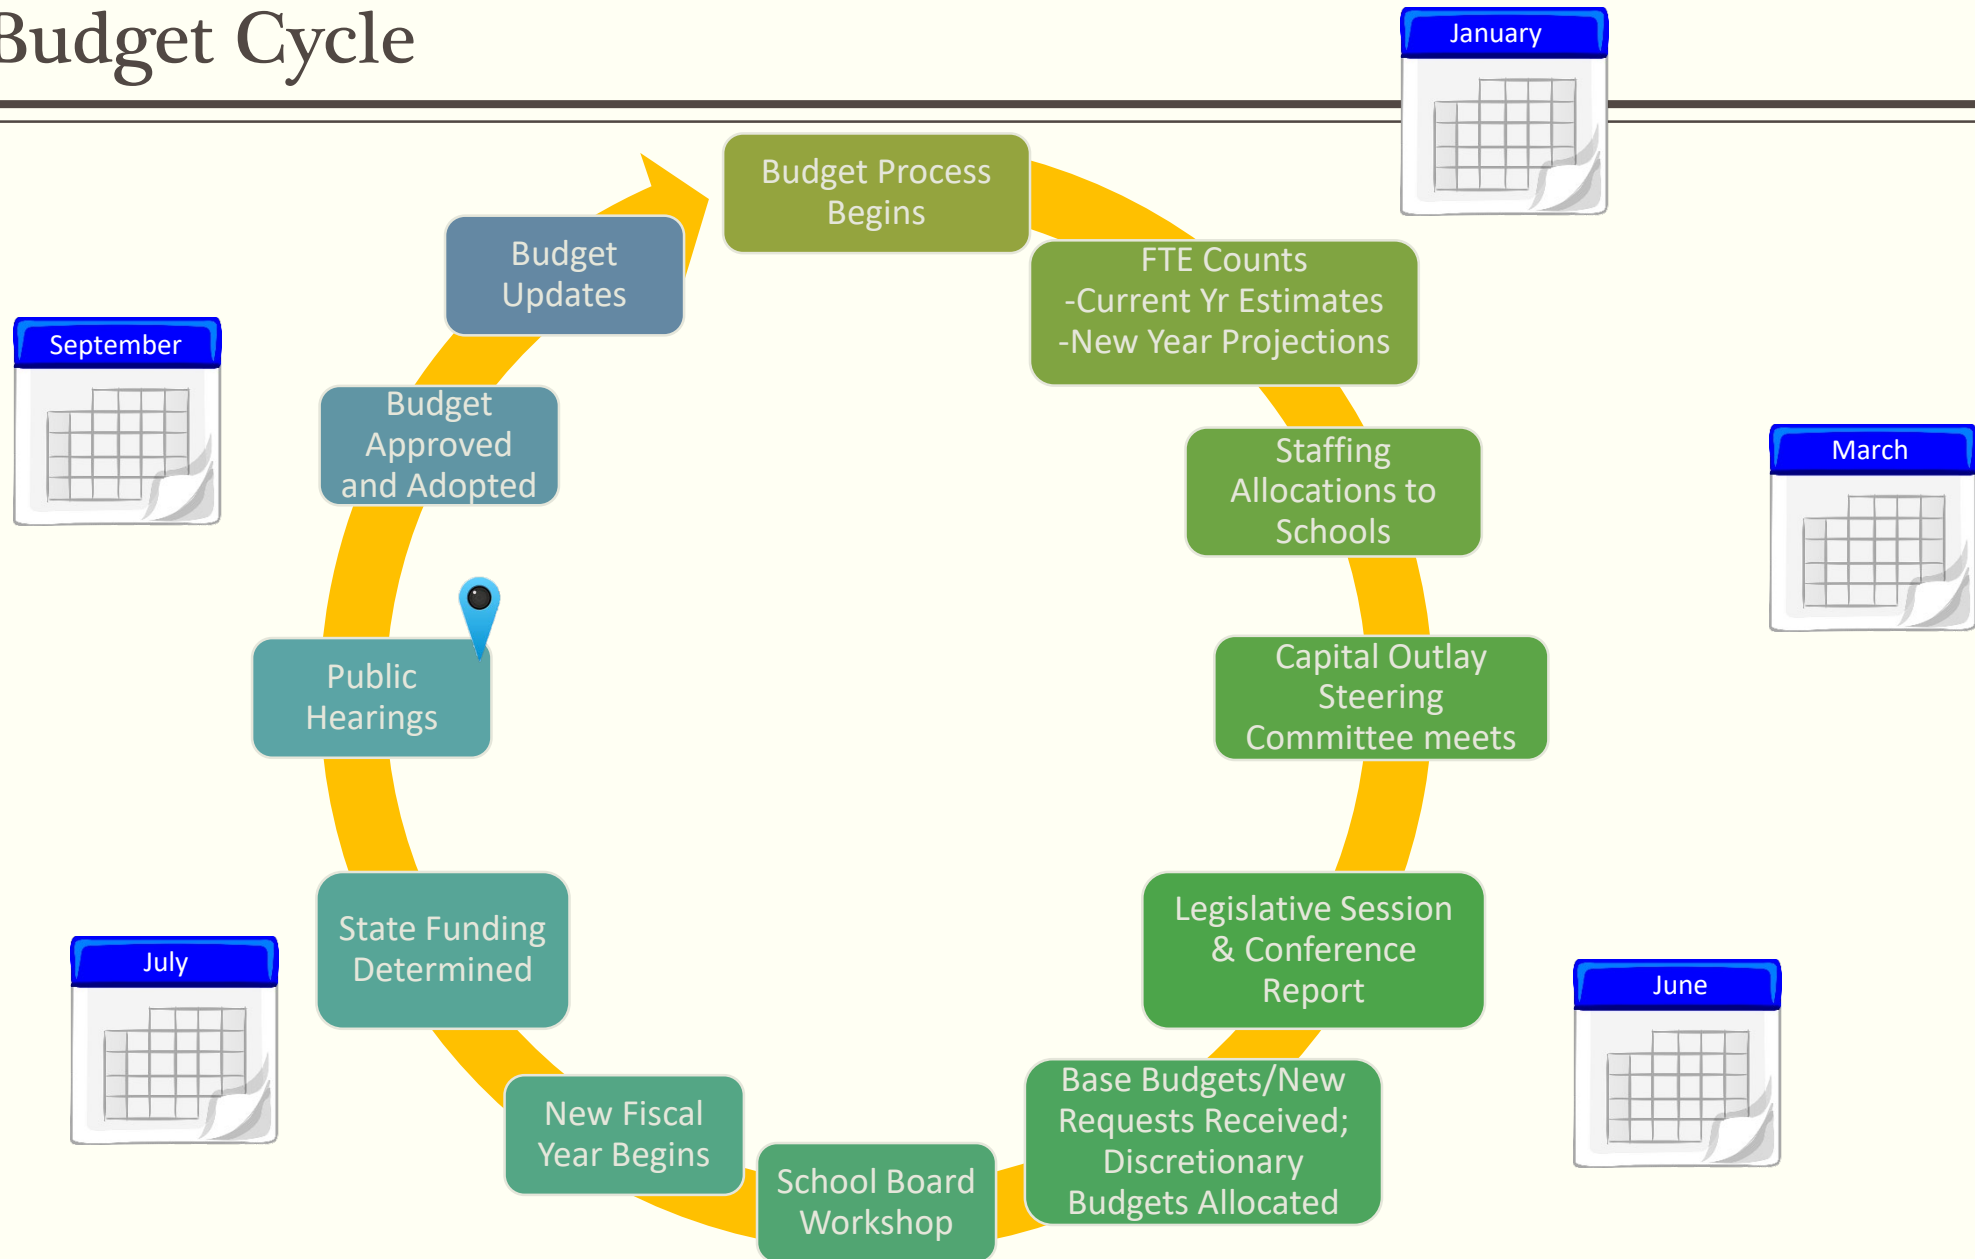 Budget Cycle
January
Budget Process
Begins
FTE Counts
-Current Yr Estimates
-New Year Projections
Staffing
Allocations to
Schools
March
Capital Outlay
Steering
Committee meets
Legislative Session
& Conference
Report
June
Base Budgets/New
Requests Received;
Discretionary
Budgets Allocated
School Board
Workshop
New Fiscal
Year Begins
July
State Funding
Determined
Public
Hearings
Budget
Approved
and Adopted
September
Budget
Updates